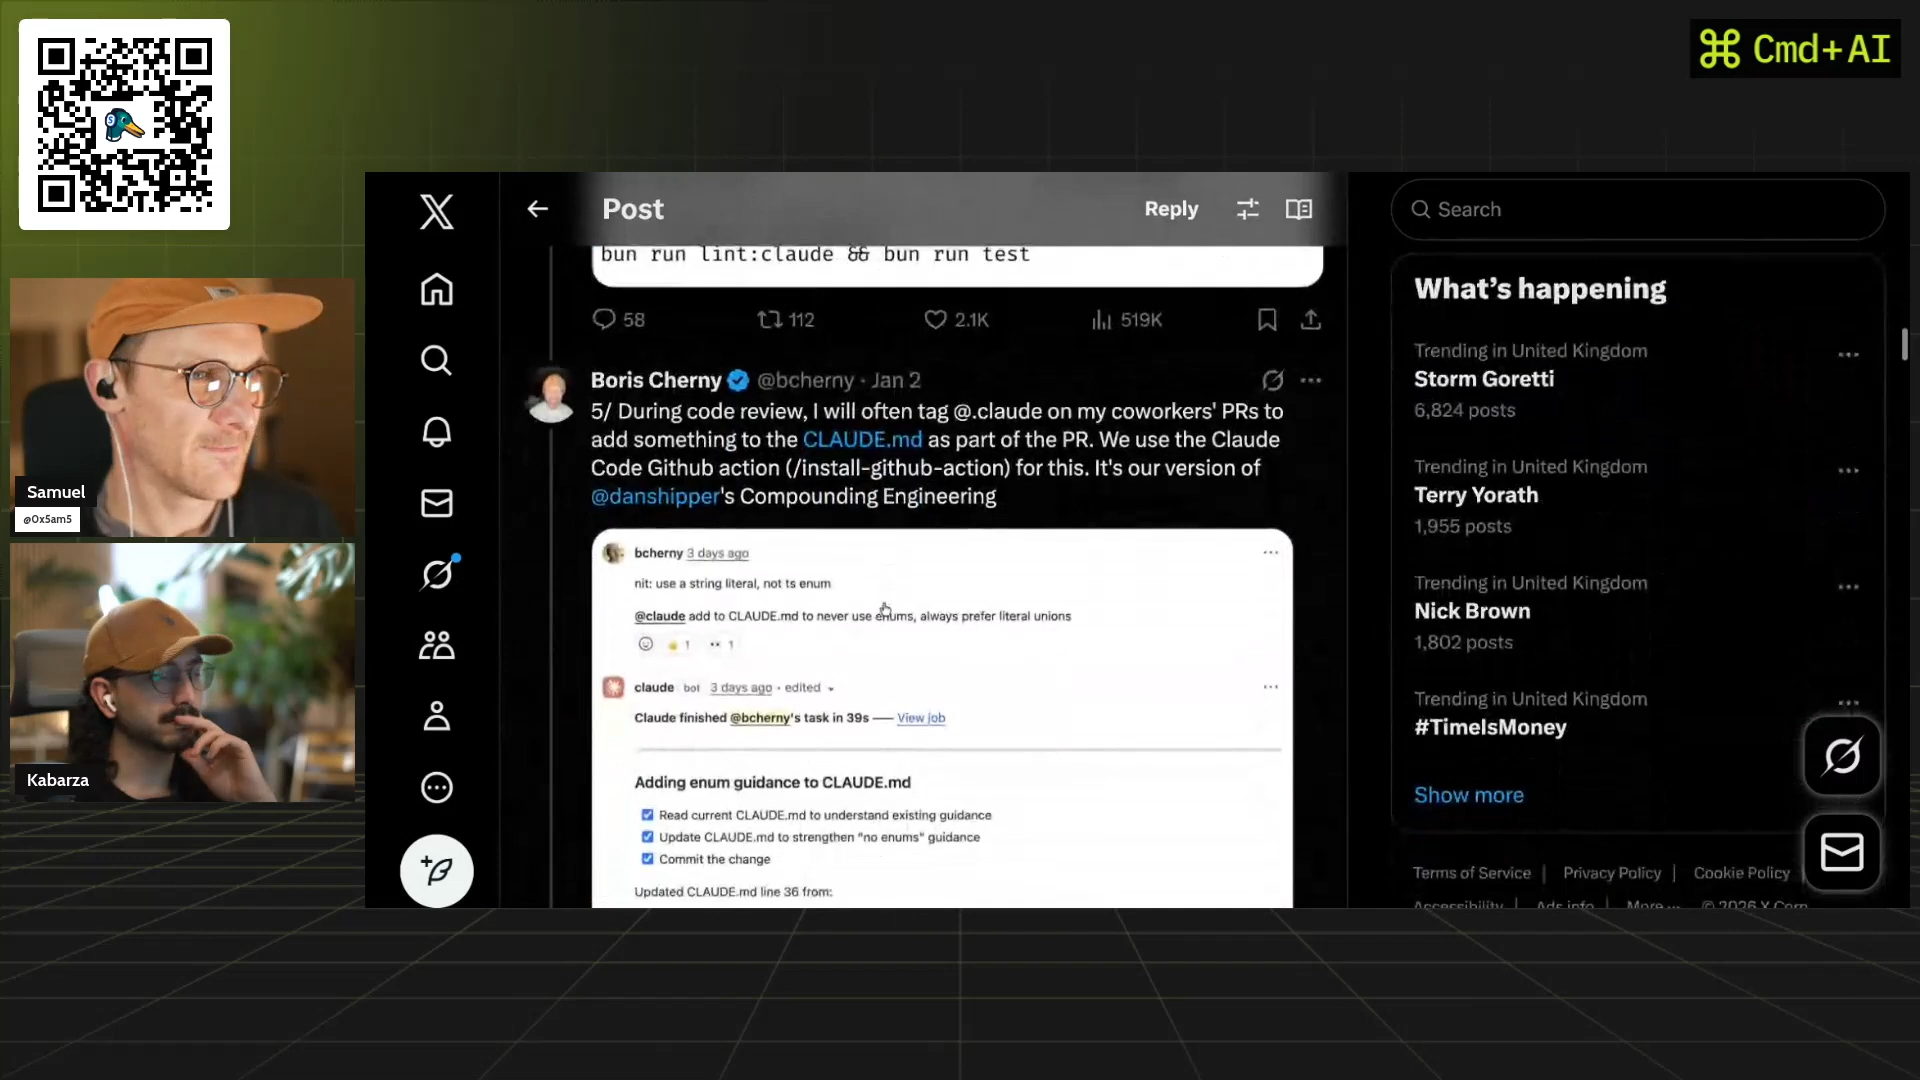 Cmd+AI
Samuel
@0x5am5
Kabarza
Post
Reply
bun run lint:claude && bun run test
58
112
2.1K
519K
Boris Cherny @bcherny · Jan 2
5/ During code review, I will often tag @.claude on my coworkers' PRs to
add something to the CLAUDE.md as part of the PR. We use the Claude
Code Github action (/install-github-action) for this. It's our version of
@danshipper's Compounding Engineering
bcherny 3 days ago
nit: use a string literal, not ts enum
@claude add to CLAUDE.md to never use enums, always prefer literal unions
1
1
claude bot 3 days ago · edited
Claude finished @bcherny's task in 39s —— View job
Adding enum guidance to CLAUDE.md
Read current CLAUDE.md to understand existing guidance
Update CLAUDE.md to strengthen "no enums" guidance
Commit the change
Updated CLAUDE.md line 36 from:
Search
What's happening
Trending in United Kingdom
Storm Goretti
6,824 posts
Trending in United Kingdom
Terry Yorath
1,955 posts
Trending in United Kingdom
Nick Brown
1,802 posts
Trending in United Kingdom
#TimeIsMoney
Show more
Terms of Service | Privacy Policy | Cookie Policy
Accessibility | Ads info | More ... © 2026 X Corp